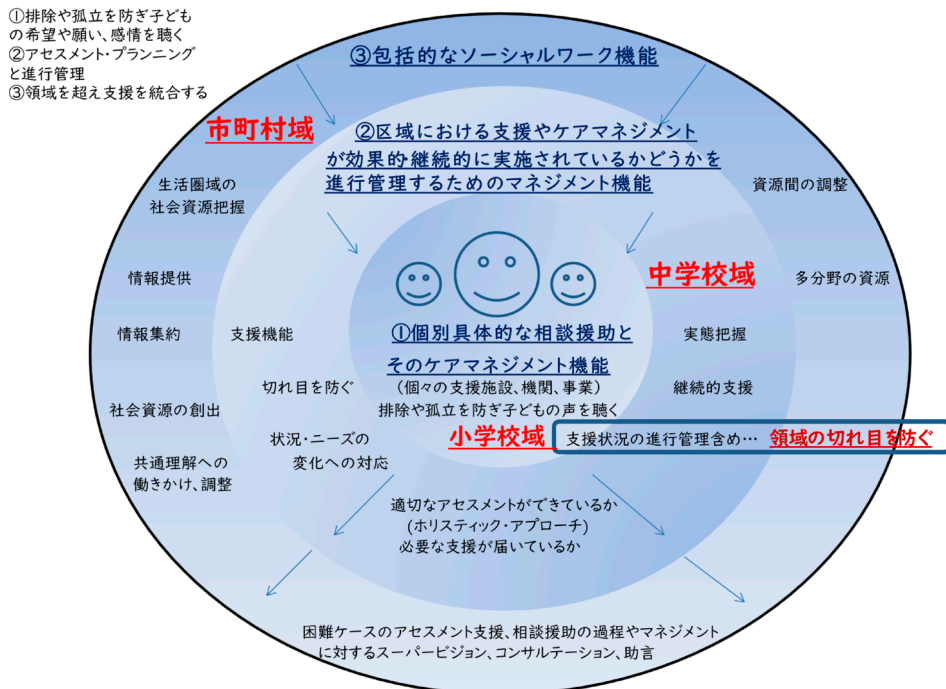 ①排除や孤立を防ぎ子ども
の希望や願い、感情を聴く
②アセスメント・プランニング
と進行管理
③領域を超え支援を統合する
③包括的なソーシャルワーク機能
市町村域
②区域における支援やケアマネジメント
が効果的・継続的に実施されているかどうかを
進行管理するためのマネジメント機能
生活圏域の
社会資源把握
資源間の調整
中学校域
情報提供
多分野の資源
情報集約
支援機能
①個別具体的な相談援助と
そのケアマネジメント機能
実態把握
切れ目を防ぐ
(個々の支援施設、機関、事業)
継続的支援
社会資源の創出
排除や孤立を防ぎ子どもの声を聴く
小学校域
支援状況の進行管理含め… 領域の切れ目を防ぐ
状況・ニーズの
変化への対応
共通理解への
働きかけ、調整
適切なアセスメントができているか
(ホリスティック・アプローチ)
必要な支援が届いているか
困難ケースのアセスメント支援、相談援助の過程やマネジメント
に対するスーパービジョン、コンサルテーション、助言